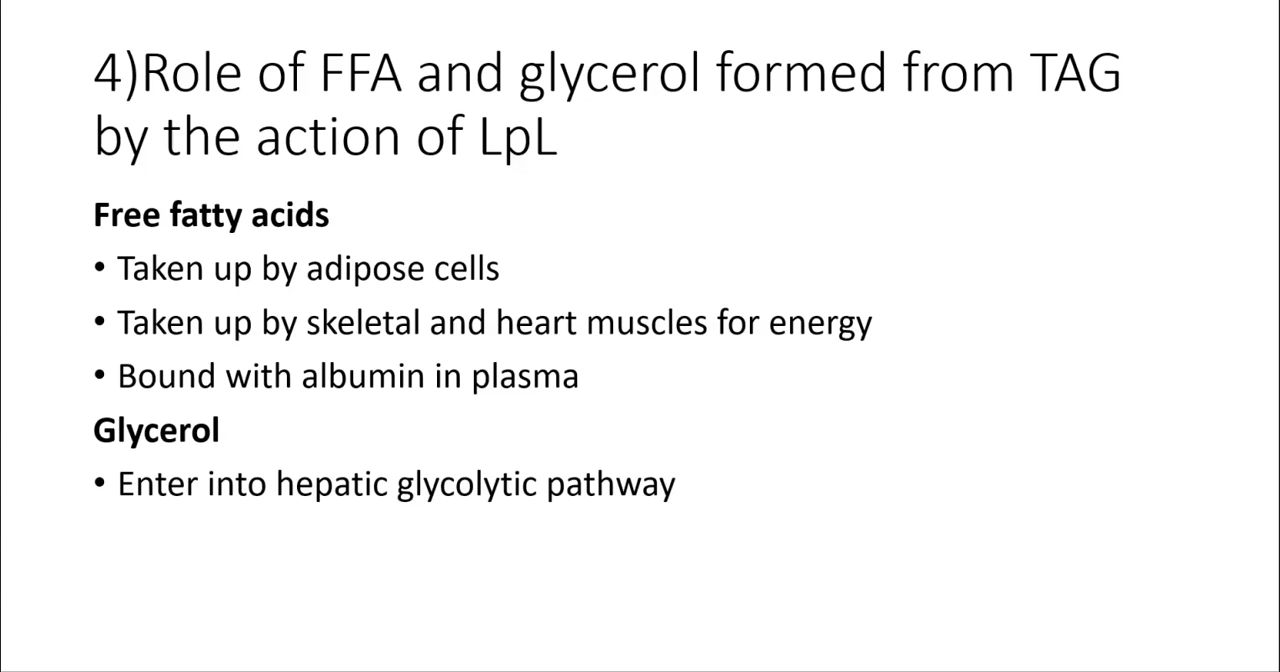 4)Role of FFA and glycerol formed from TAG
by the action of LpL
Free fatty acids
• Taken up by adipose cells
• Taken up by skeletal and heart muscles for energy
• Bound with albumin in plasma
Glycerol
• Enter into hepatic glycolytic pathway